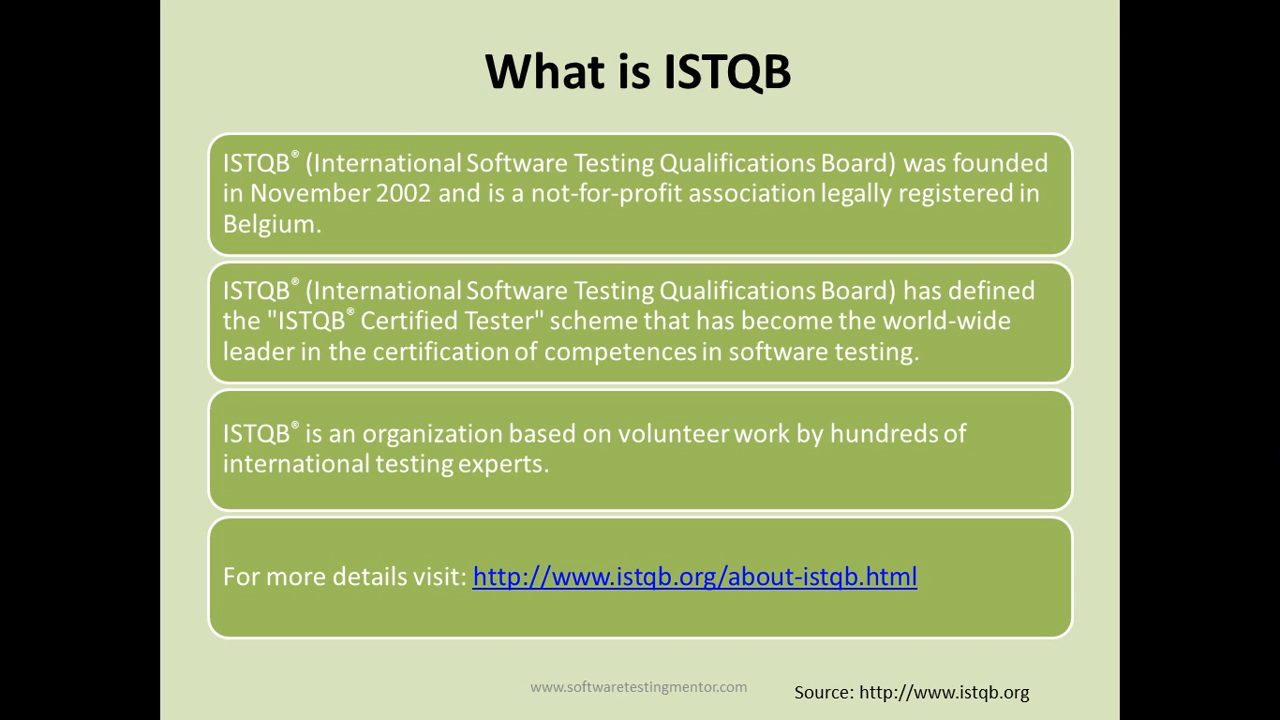 What is ISTQB
ISTQB® (International Software Testing Qualifications Board) was founded
in November 2002 and is a not-for-profit association legally registered in
Belgium.
ISTQB® (International Software Testing Qualifications Board) has defined
the "ISTQB® Certified Tester" scheme that has become the world-wide
leader in the certification of competences in software testing.
ISTQB® is an organization based on volunteer work by hundreds of
international testing experts.
For more details visit: http://www.istqb.org/about-istqb.html
www.softwaretestingmentor.com
Source: http://www.istqb.org